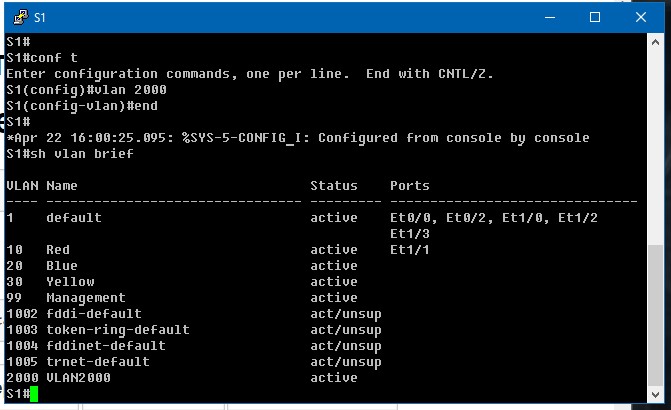 S1
S1#
S1#conf t
Enter configuration commands, one per line.  End with CNTL/Z.
S1(config)#vlan 2000
S1(config-vlan)#end
S1#
*Apr 22 16:00:25.095: %SYS-5-CONFIG_I: Configured from console by console
S1#sh vlan brief
VLAN Name                             Status    Ports
---- -------------------------------- --------- -------------------------------
1    default                          active    Et0/0, Et0/2, Et1/0, Et1/2
                                                Et1/3
10   Red                              active    Et1/1
20   Blue                             active
30   Yellow                           active
99   Management                       active
1002 fddi-default                     act/unsup
1003 token-ring-default               act/unsup
1004 fddinet-default                  act/unsup
1005 trnet-default                    act/unsup
2000 VLAN2000                         active
S1#